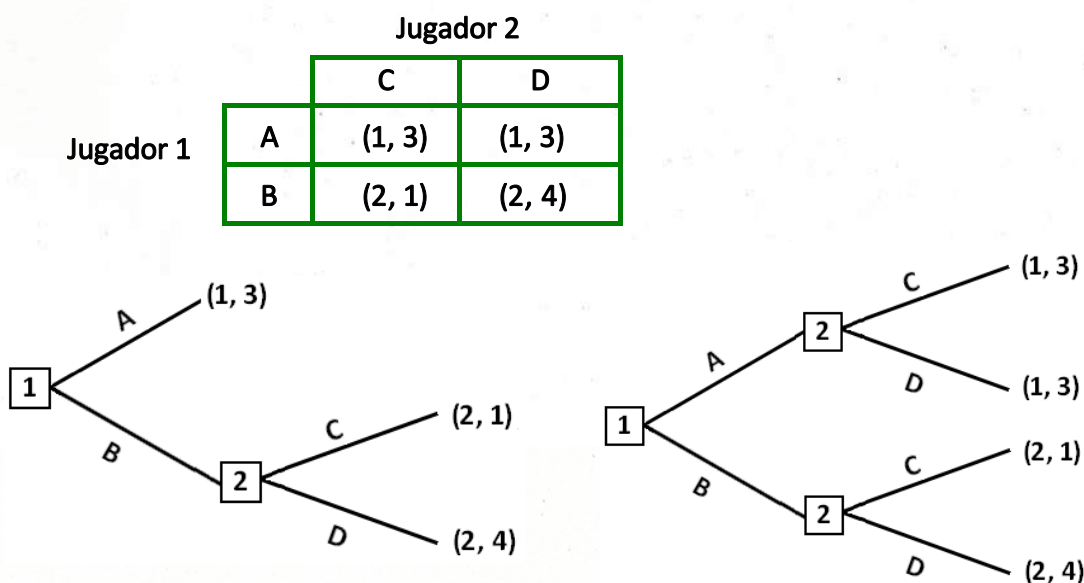 Jugador 2
C D
Jugador 1
A (1, 3) (1, 3)
B (2, 1) (2, 4)
A (1, 3)
1
B
2
C (2, 1)
D (2, 4)
1
A
2
C (1, 3)
D (1, 3)
B
2
C (2, 1)
D (2, 4)